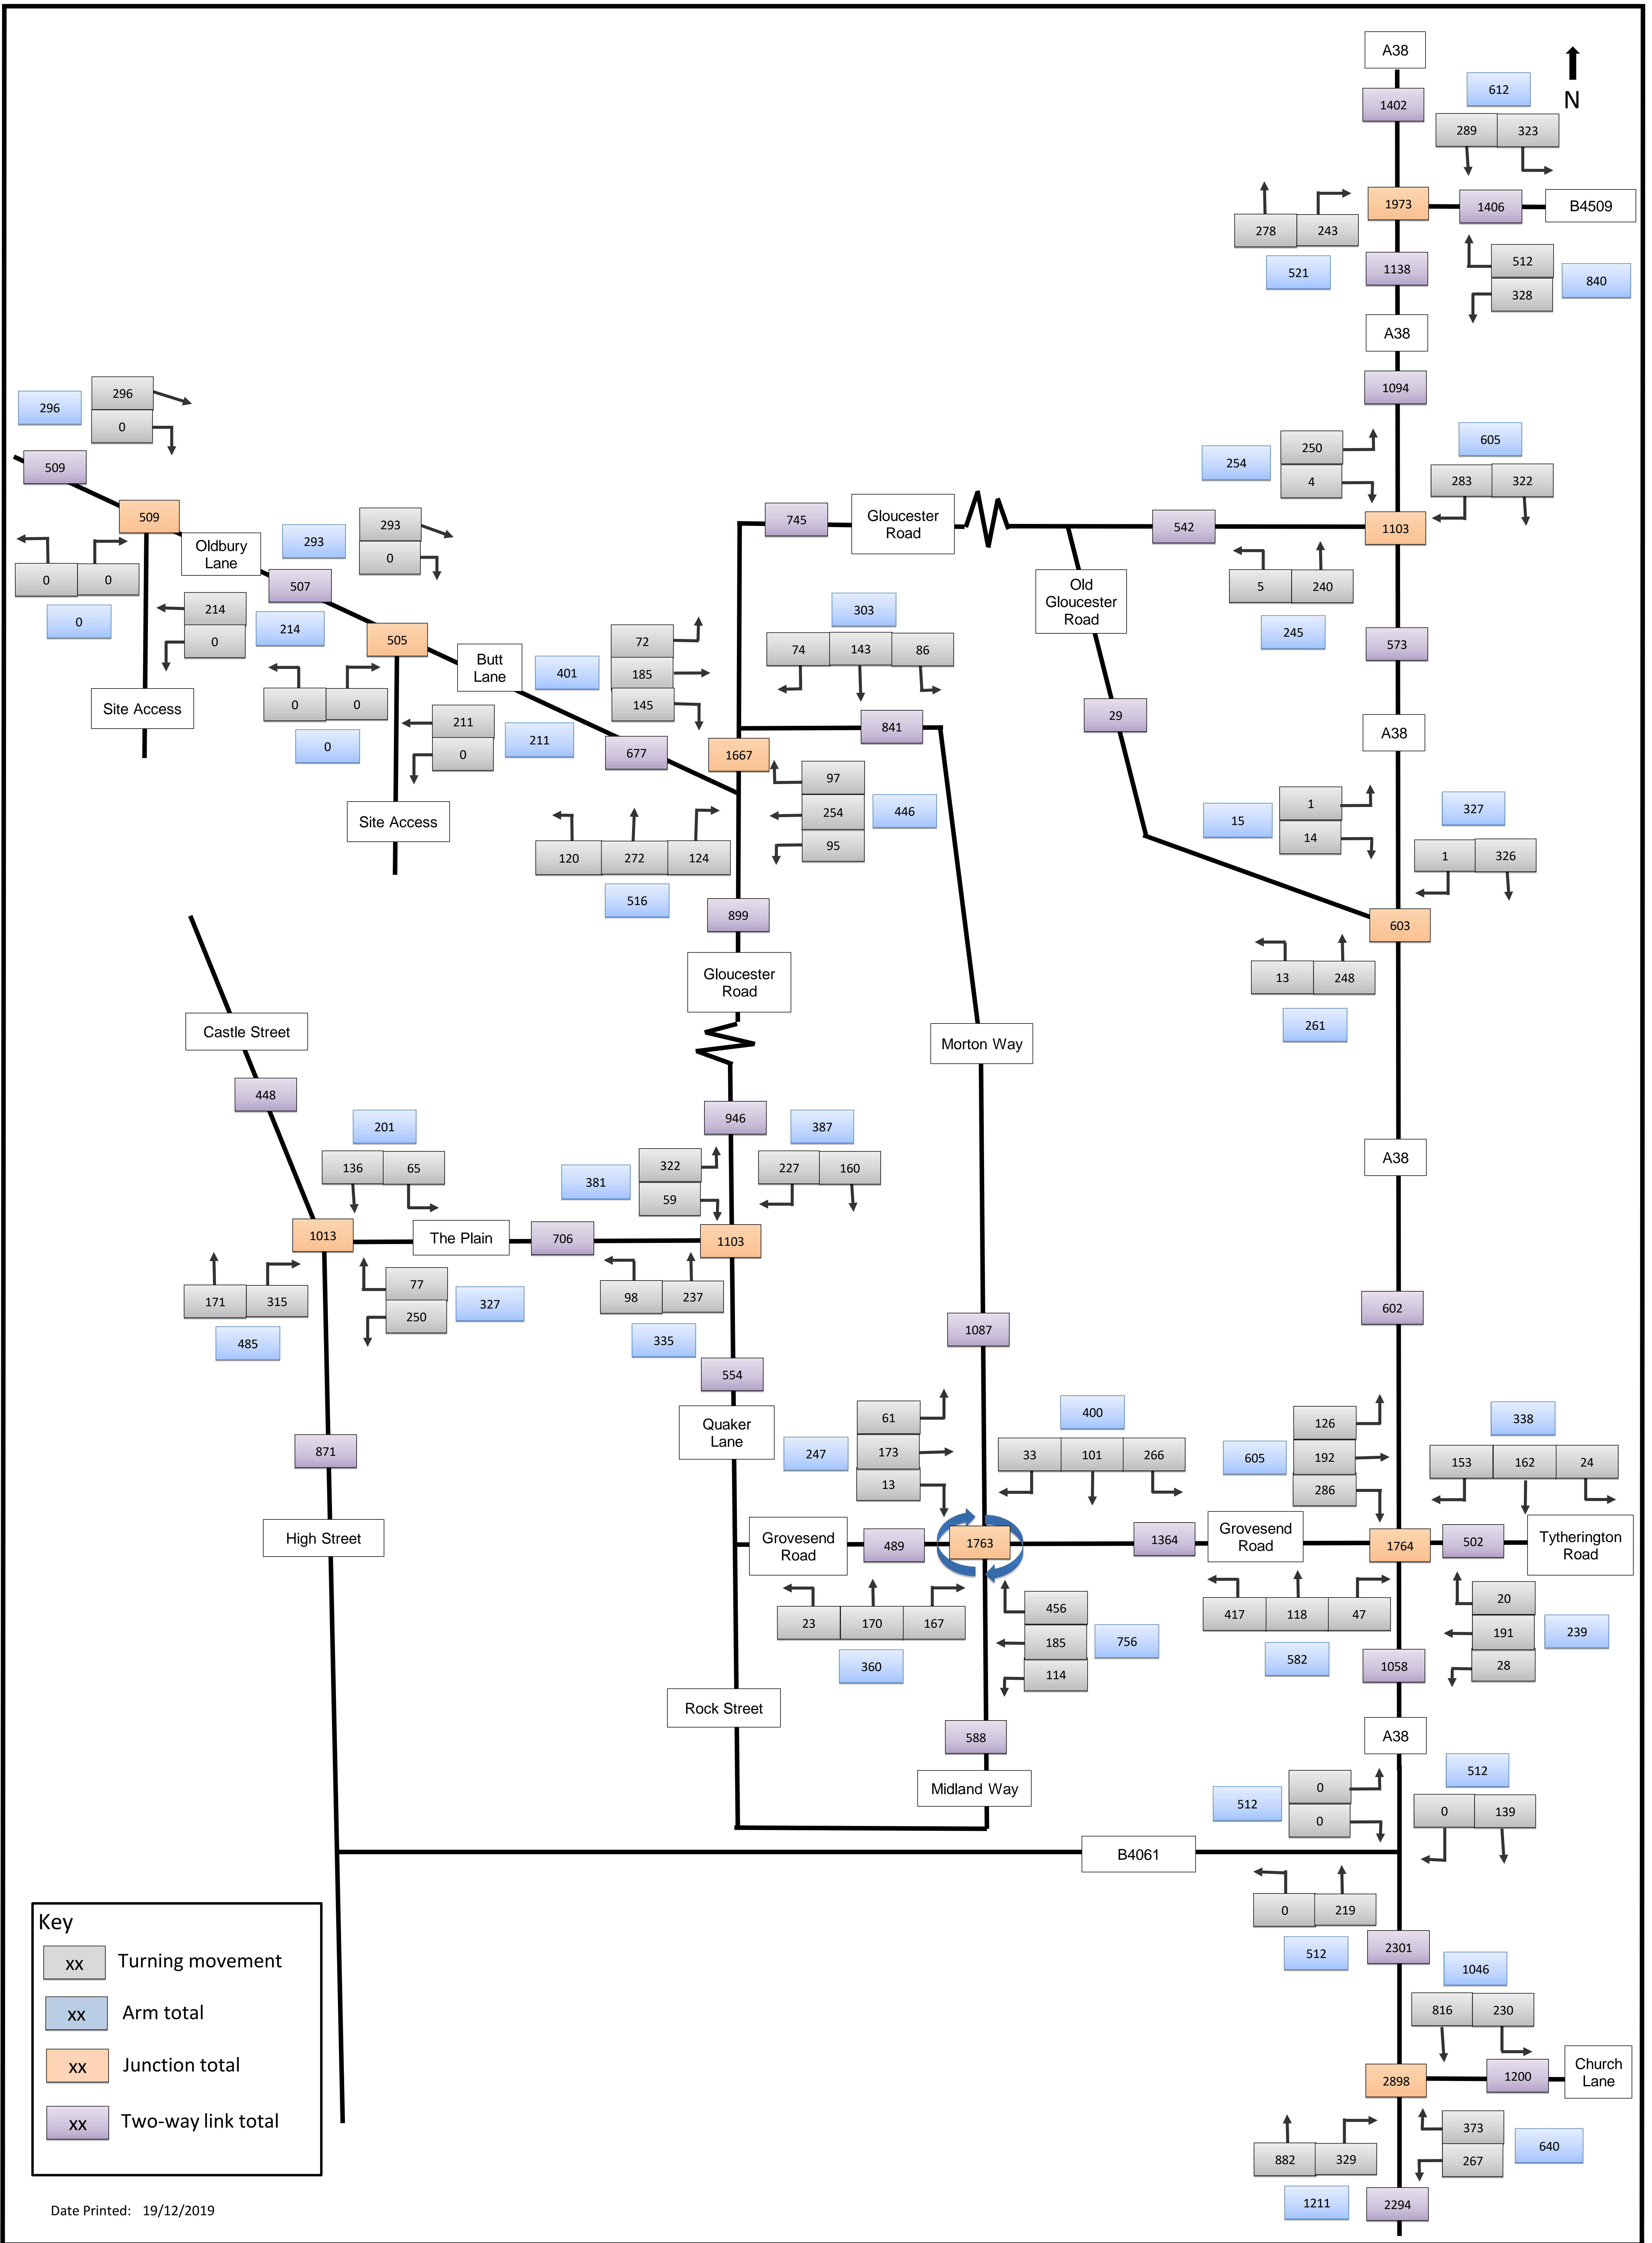 A38
1402
612
N
289 323
1973
1406
B4509
278 243
521
1138
512
328
840
A38
1094
296
296
0
509
509
Oldbury
Lane
293
293
0
507
0 0
0
214
0
214
505
Site Access
0 0
0
Butt
Lane
211
0
211
Site Access
745
Gloucester
Road
542
254
250
4
605
283 322
1103
5 240
245
Old
Gloucester
Road
573
303
74 143 86
401
72
185
145
677
1667
841
97
254
95
446
120 272 124
516
899
29
A38
15
1
14
327
1 326
603
13 248
261
Gloucester
Road
Castle Street
Morton Way
448
201
136 65
946
387
381
322
59
227 160
A38
1013
The Plain
706
1103
171 315
485
77
250
327
98 237
335
554
1087
602
Quaker
Lane
871
High Street
247
61
173
13
400
33 101 266
605
126
192
286
338
153 162 24
Grovesend
Road
489
1763
1364
Grovesend
Road
1764
502
Tytherington
Road
23 170 167
360
456
185
114
756
417 118 47
582
20
191
28
239
1058
Rock Street
588
Midland Way
A38
512
0
0
512
0 139
B4061
0 219
512
2301
1046
816 230
2898
1200
Church
Lane
882 329
1211
373
267
640
2294
Key
xx Turning movement
xx Arm total
xx Junction total
xx Two-way link total
Date Printed: 19/12/2019